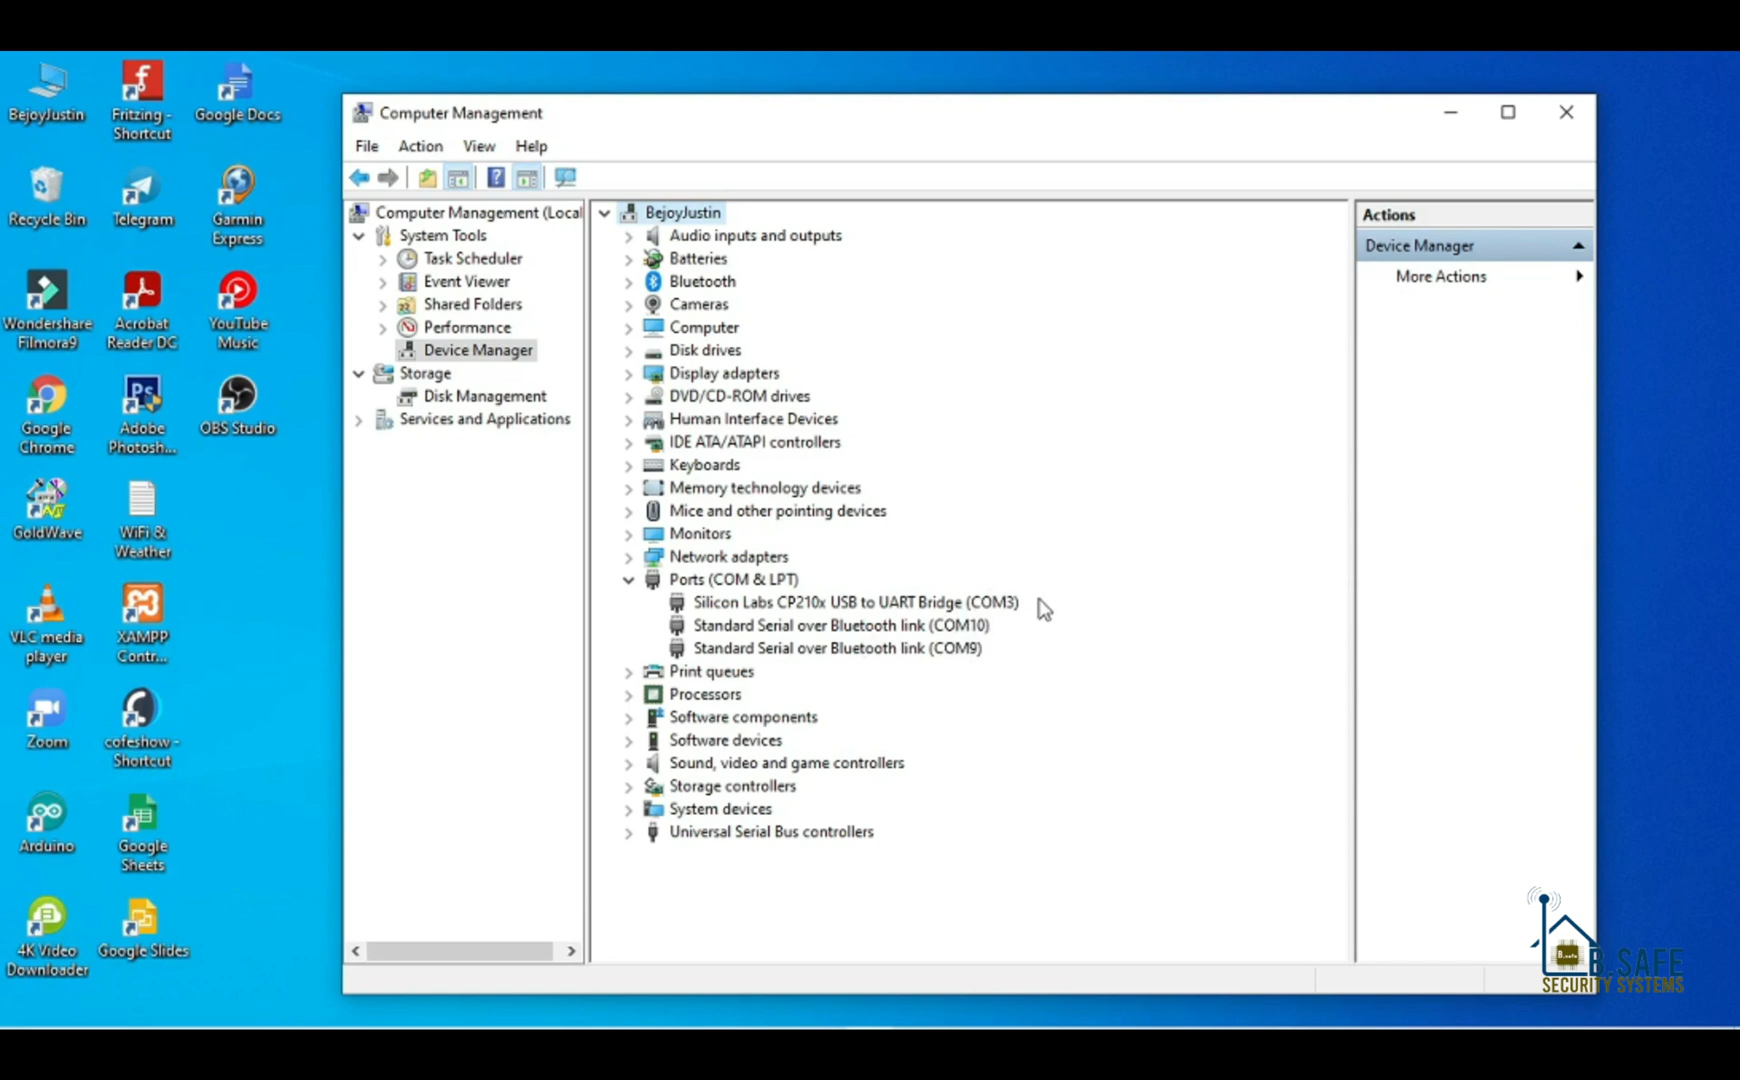 BejoyJustin
Fritzing -
Shortcut
Google Docs
Recycle Bin
Telegram
Garmin
Express
Wondershare
Filmora9
Acrobat
Reader DC
YouTube
Music
Google
Chrome
Adobe
Photosh...
OBS Studio
GoldWave
WiFi &
Weather
VLC media
player
XAMPP
Contr...
Zoom
cofeshow -
Shortcut
Arduino
Google
Sheets
4K Video
Downloader
Google Slides
Computer Management
File Action View Help
Computer Management (Local
System Tools
Task Scheduler
Event Viewer
Shared Folders
Performance
Device Manager
Storage
Disk Management
Services and Applications
BejoyJustin
Audio inputs and outputs
Batteries
Bluetooth
Cameras
Computer
Disk drives
Display adapters
DVD/CD-ROM drives
Human Interface Devices
IDE ATA/ATAPI controllers
Keyboards
Memory technology devices
Mice and other pointing devices
Monitors
Network adapters
Ports (COM & LPT)
Silicon Labs CP210x USB to UART Bridge (COM3)
Standard Serial over Bluetooth link (COM10)
Standard Serial over Bluetooth link (COM9)
Print queues
Processors
Software components
Software devices
Sound, video and game controllers
Storage controllers
System devices
Universal Serial Bus controllers
Actions
Device Manager
More Actions
B.safe
B.SAFE
SECURITY SYSTEMS